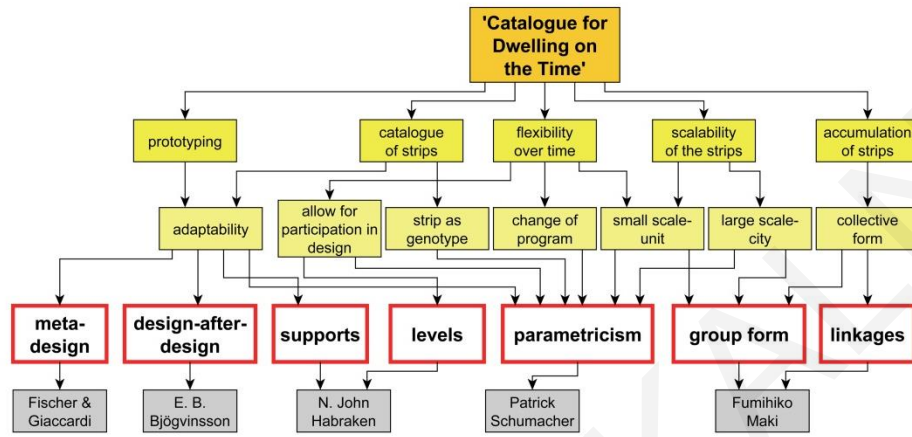 'Catalogue for
Dwelling on
the Time'
prototyping
catalogue
of strips
flexibility
over time
scalability
of the strips
accumulation
of strips
adaptability
allow for
participation in
design
strip as
genotype
change of
program
small scale-
unit
large scale-
city
collective
form
meta-
design
design-after-
design
supports
levels
parametricism
group form
linkages
Fischer &
Giaccardi
E. B.
Bjögvinsson
N. John
Habraken
Patrick
Schumacher
Fumihiko
Maki